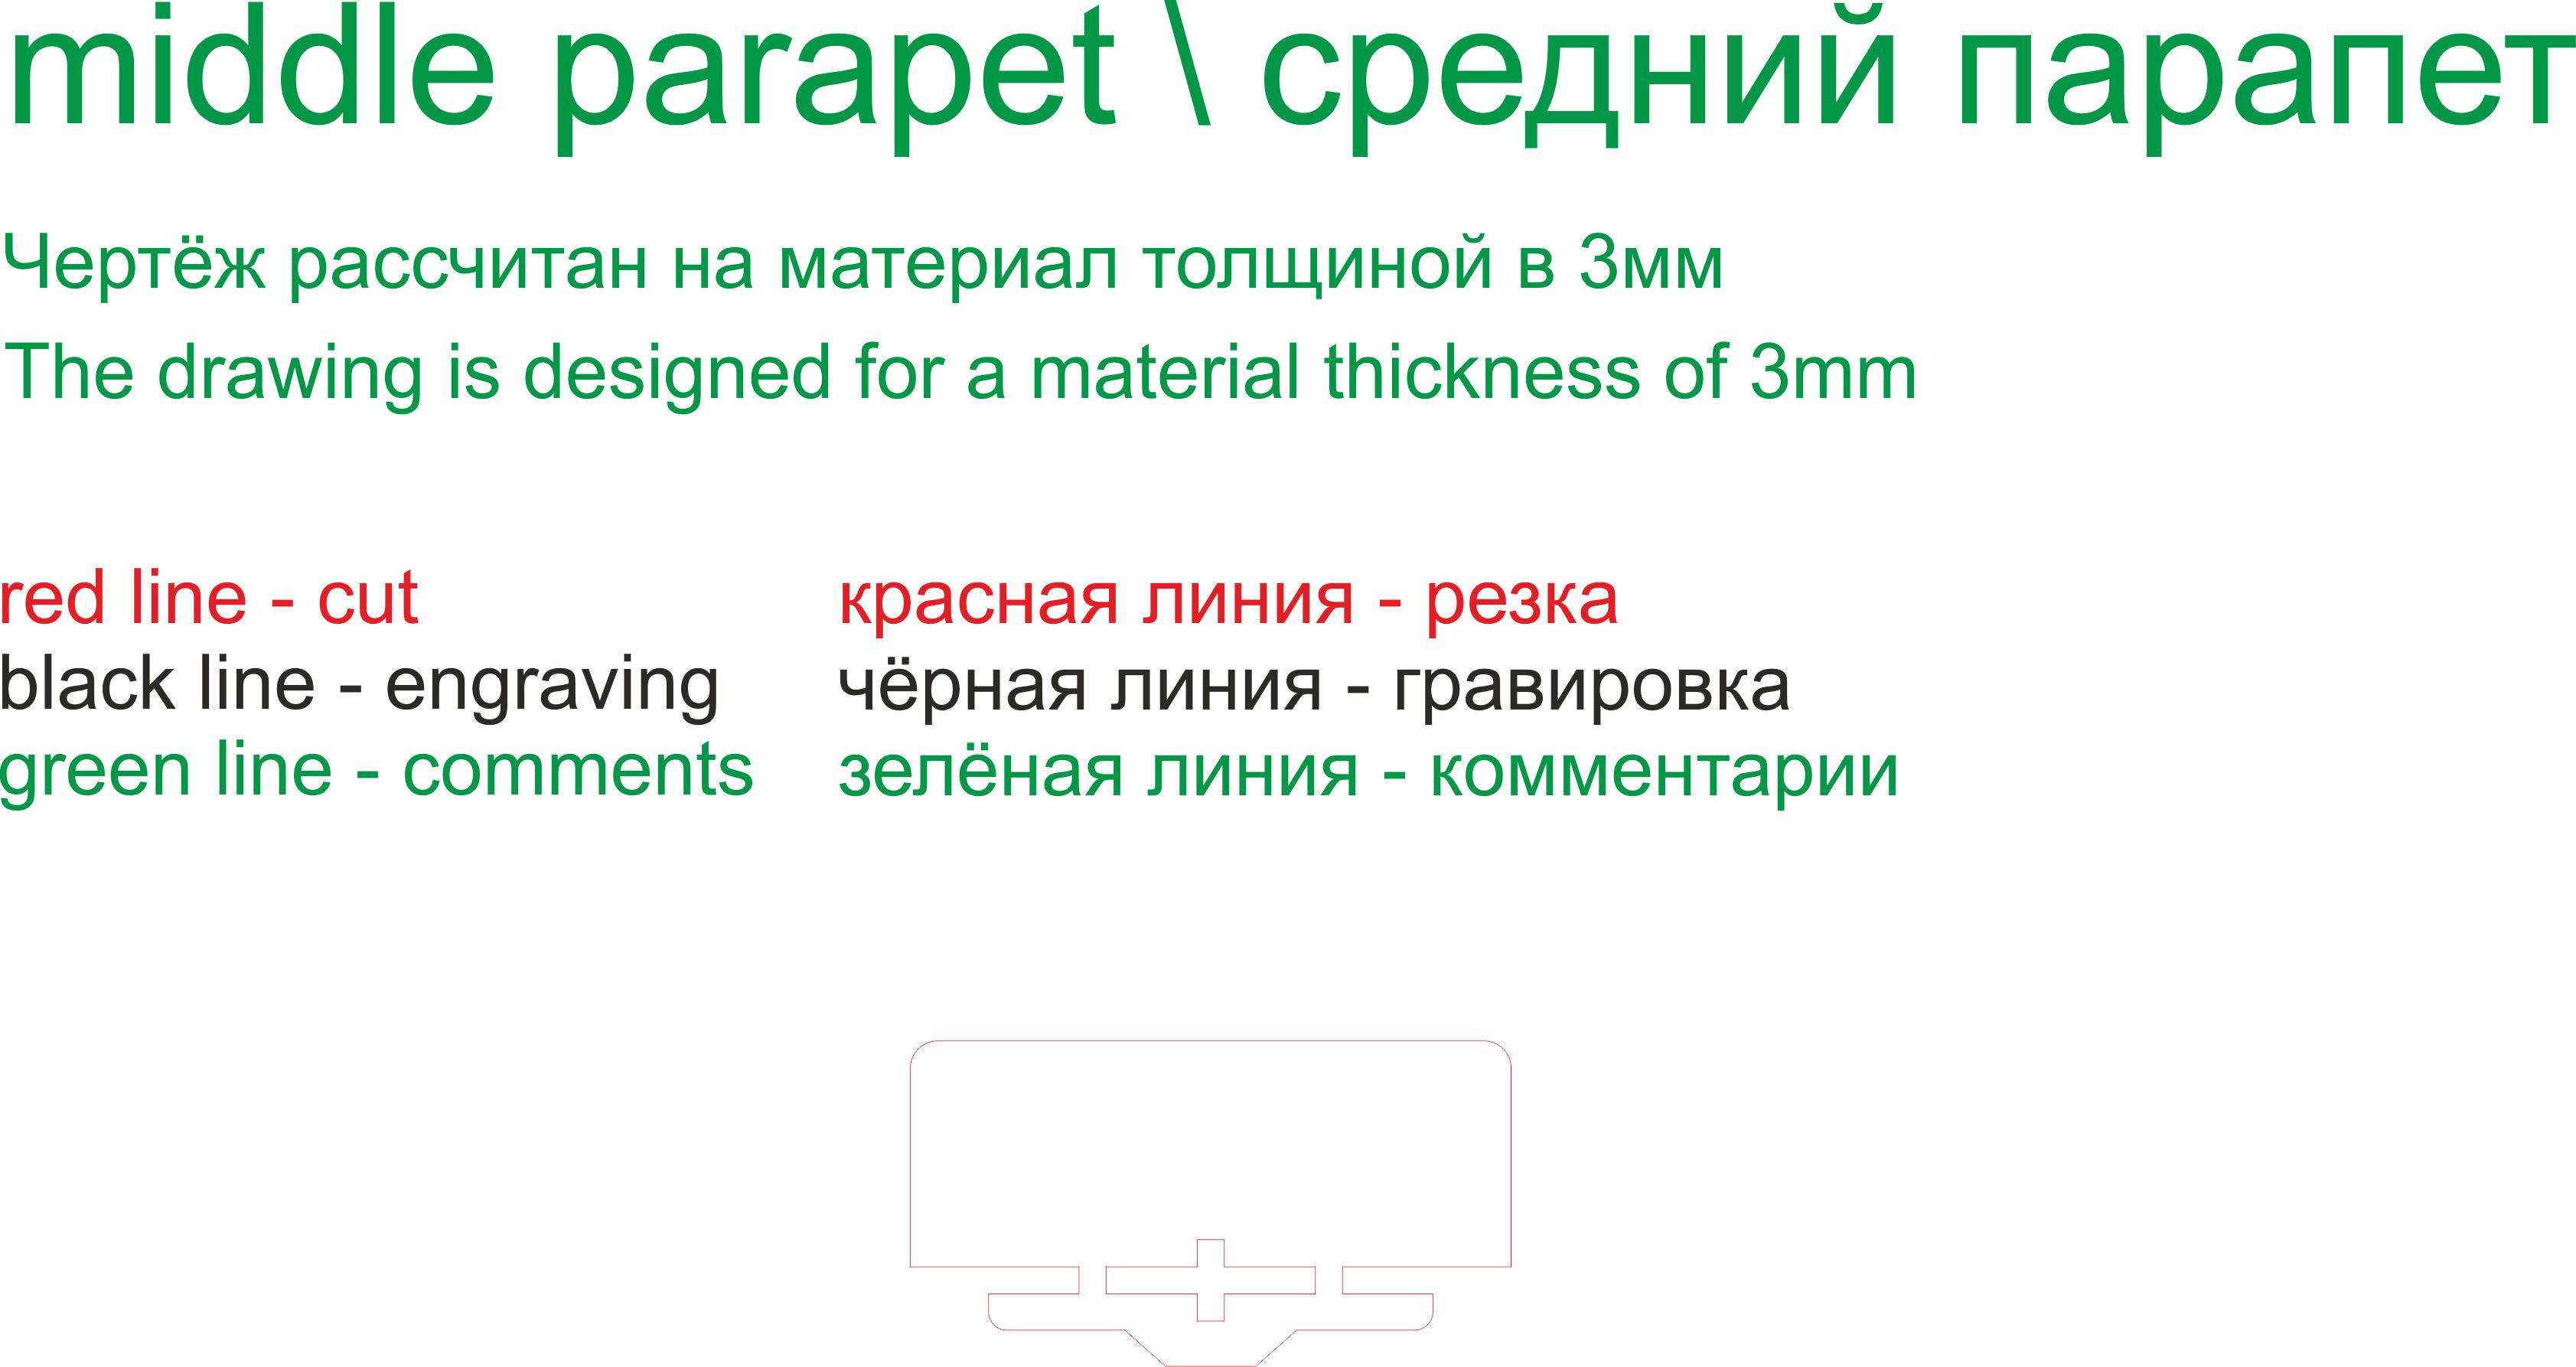 middle parapet \ средний парапет
Чертёж рассчитан на материал толщиной в 3мм
The drawing is designed for a material thickness of 3mm
red line - cut
black line - engraving
green line - comments
красная линия - резка
чёрная линия - гравировка
зелёная линия - комментарии